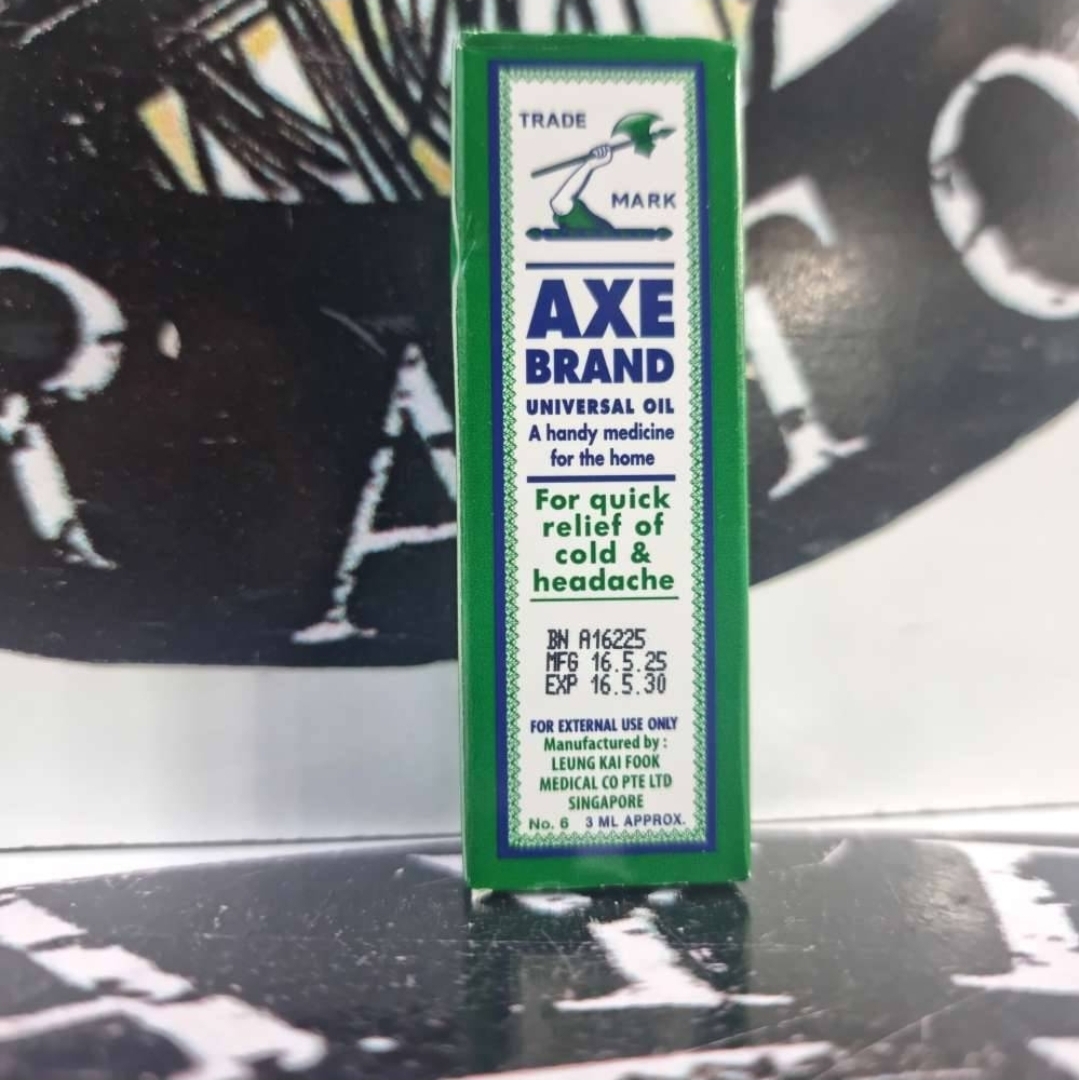 TRADE
MARK
AXE
BRAND
UNIVERSAL OIL
A handy medicine
for the home
For quick
relief of
cold &
headache
BN A16225
MFG 16.5.25
EXP 16.5.30
FOR EXTERNAL USE ONLY
Manufactured by :
LEUNG KAI FOOK
MEDICAL CO PTE LTD
SINGAPORE
No. 6 3 ML APPROX.